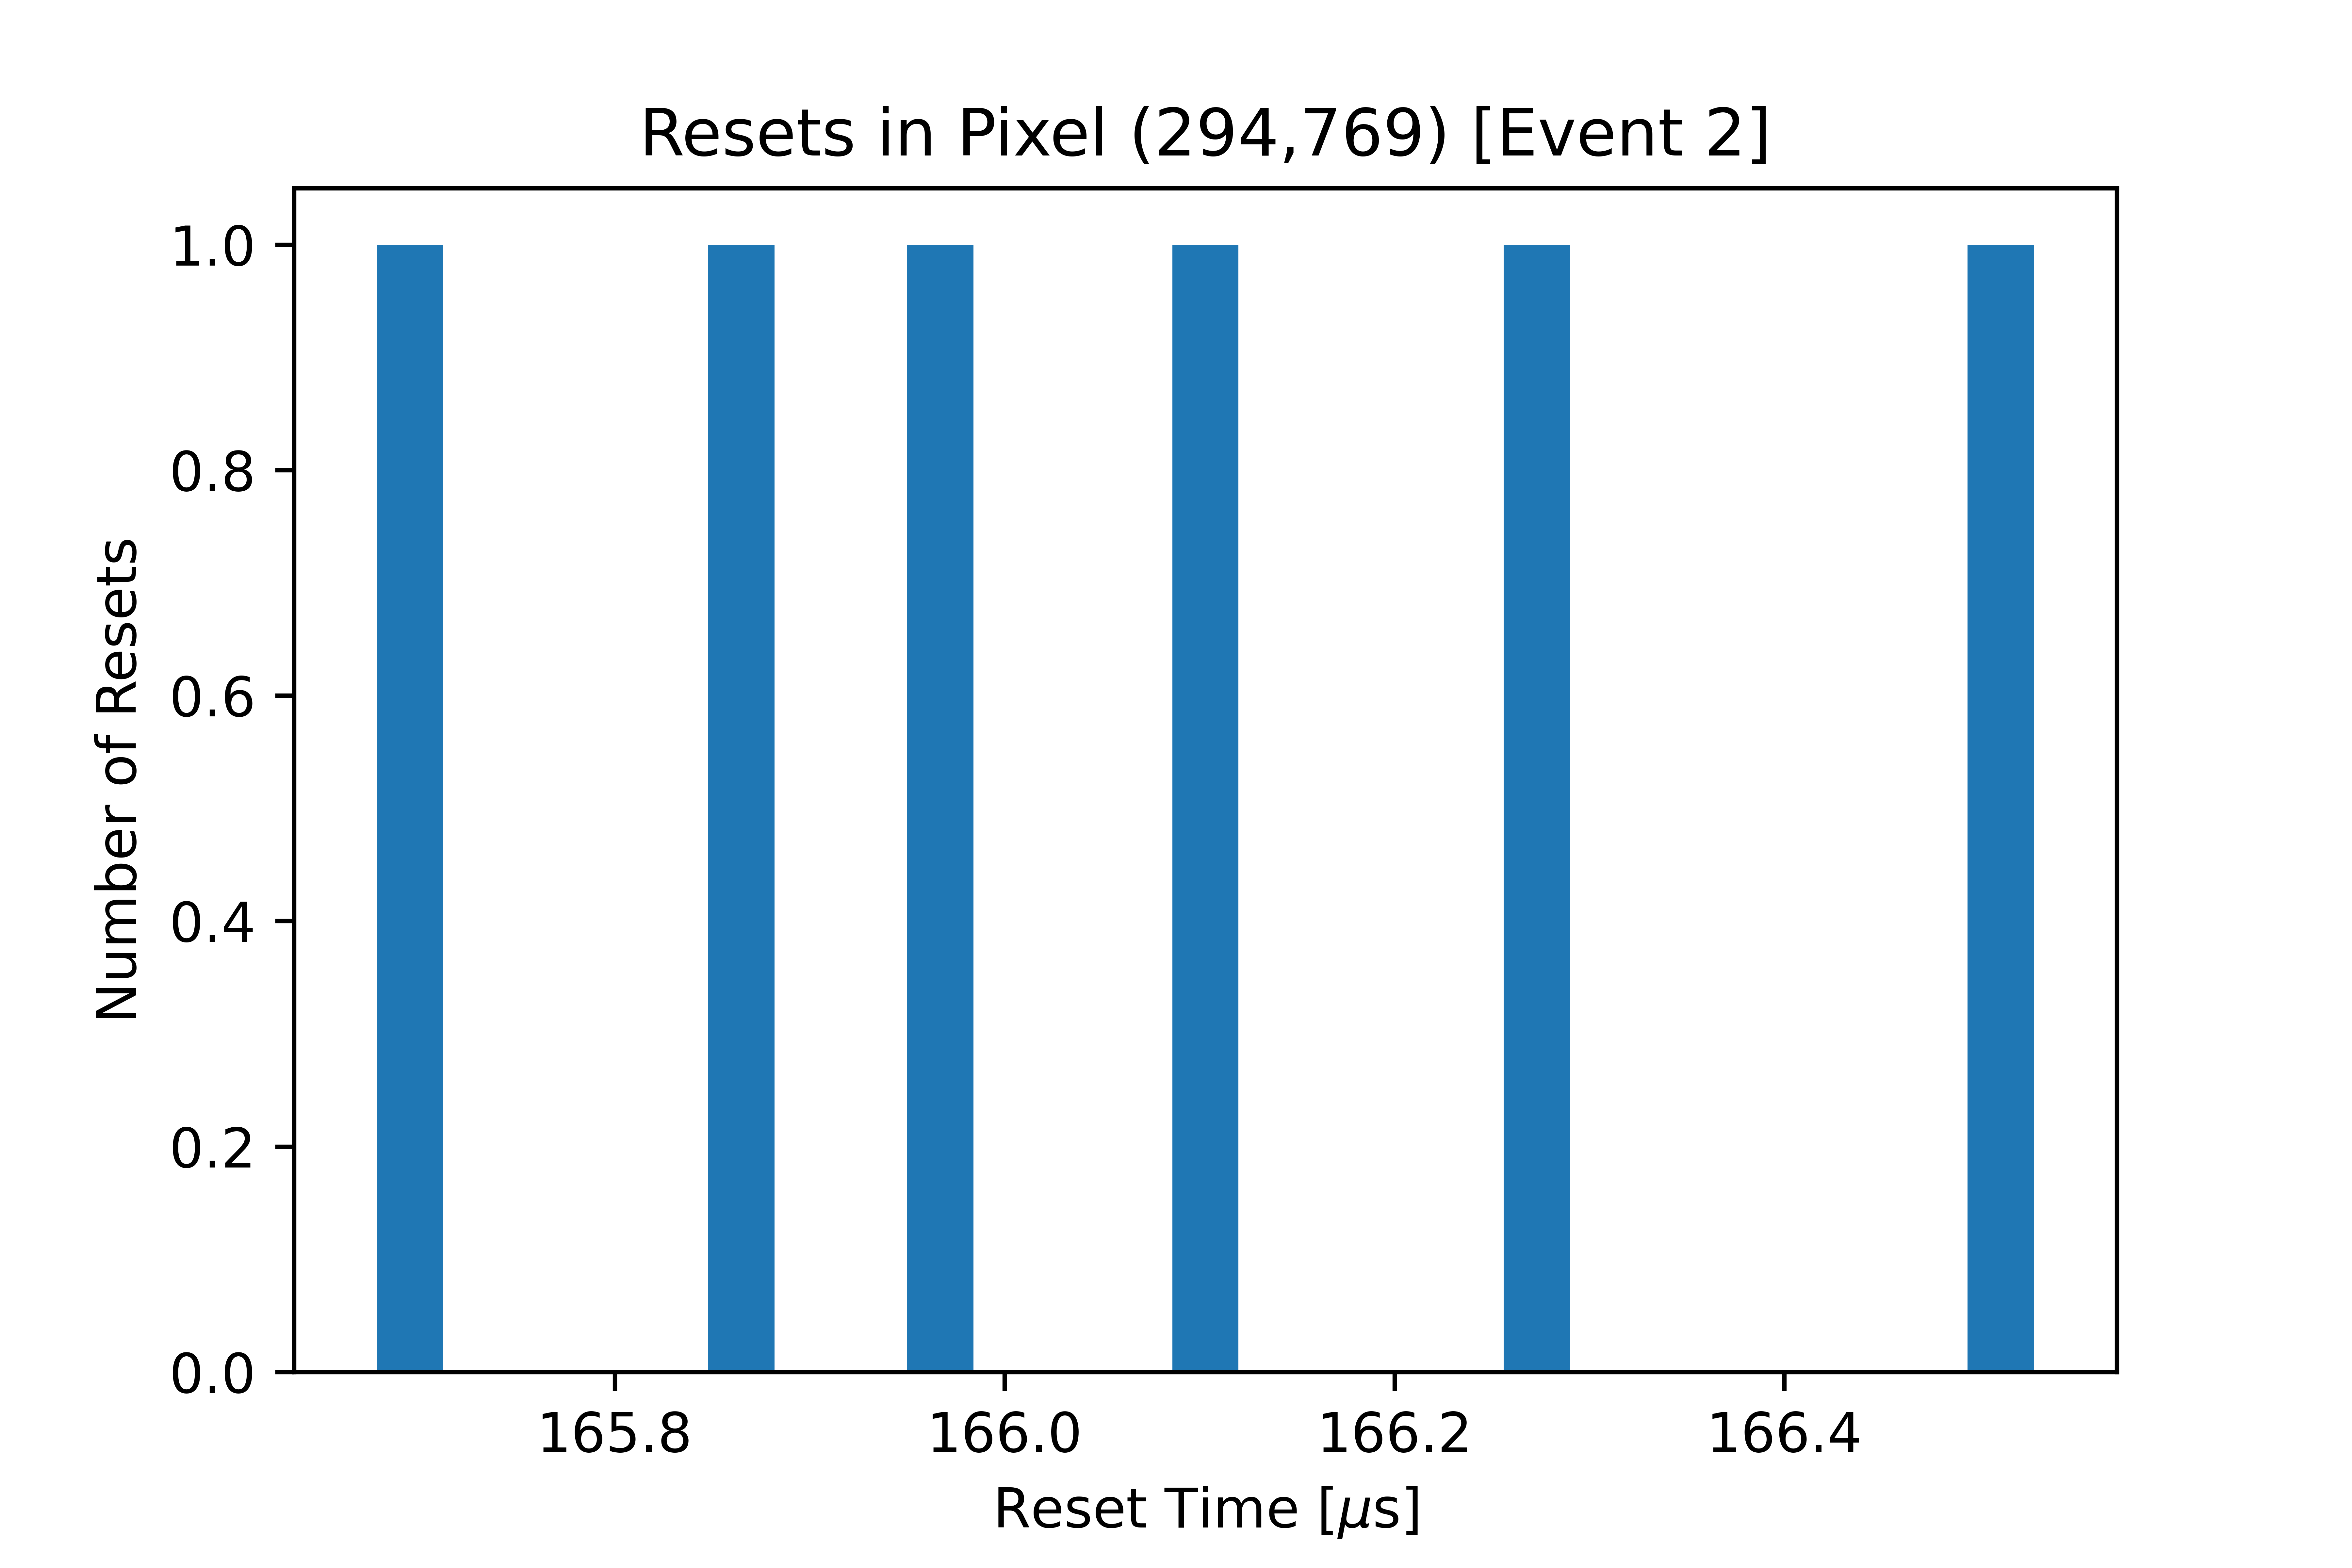 Resets in Pixel (294,769) [Event 2]
1.0
0.8
0.6
0.4
0.2
0.0
Number of Resets
165.8 166.0 166.2 166.4
Reset Time [μs]